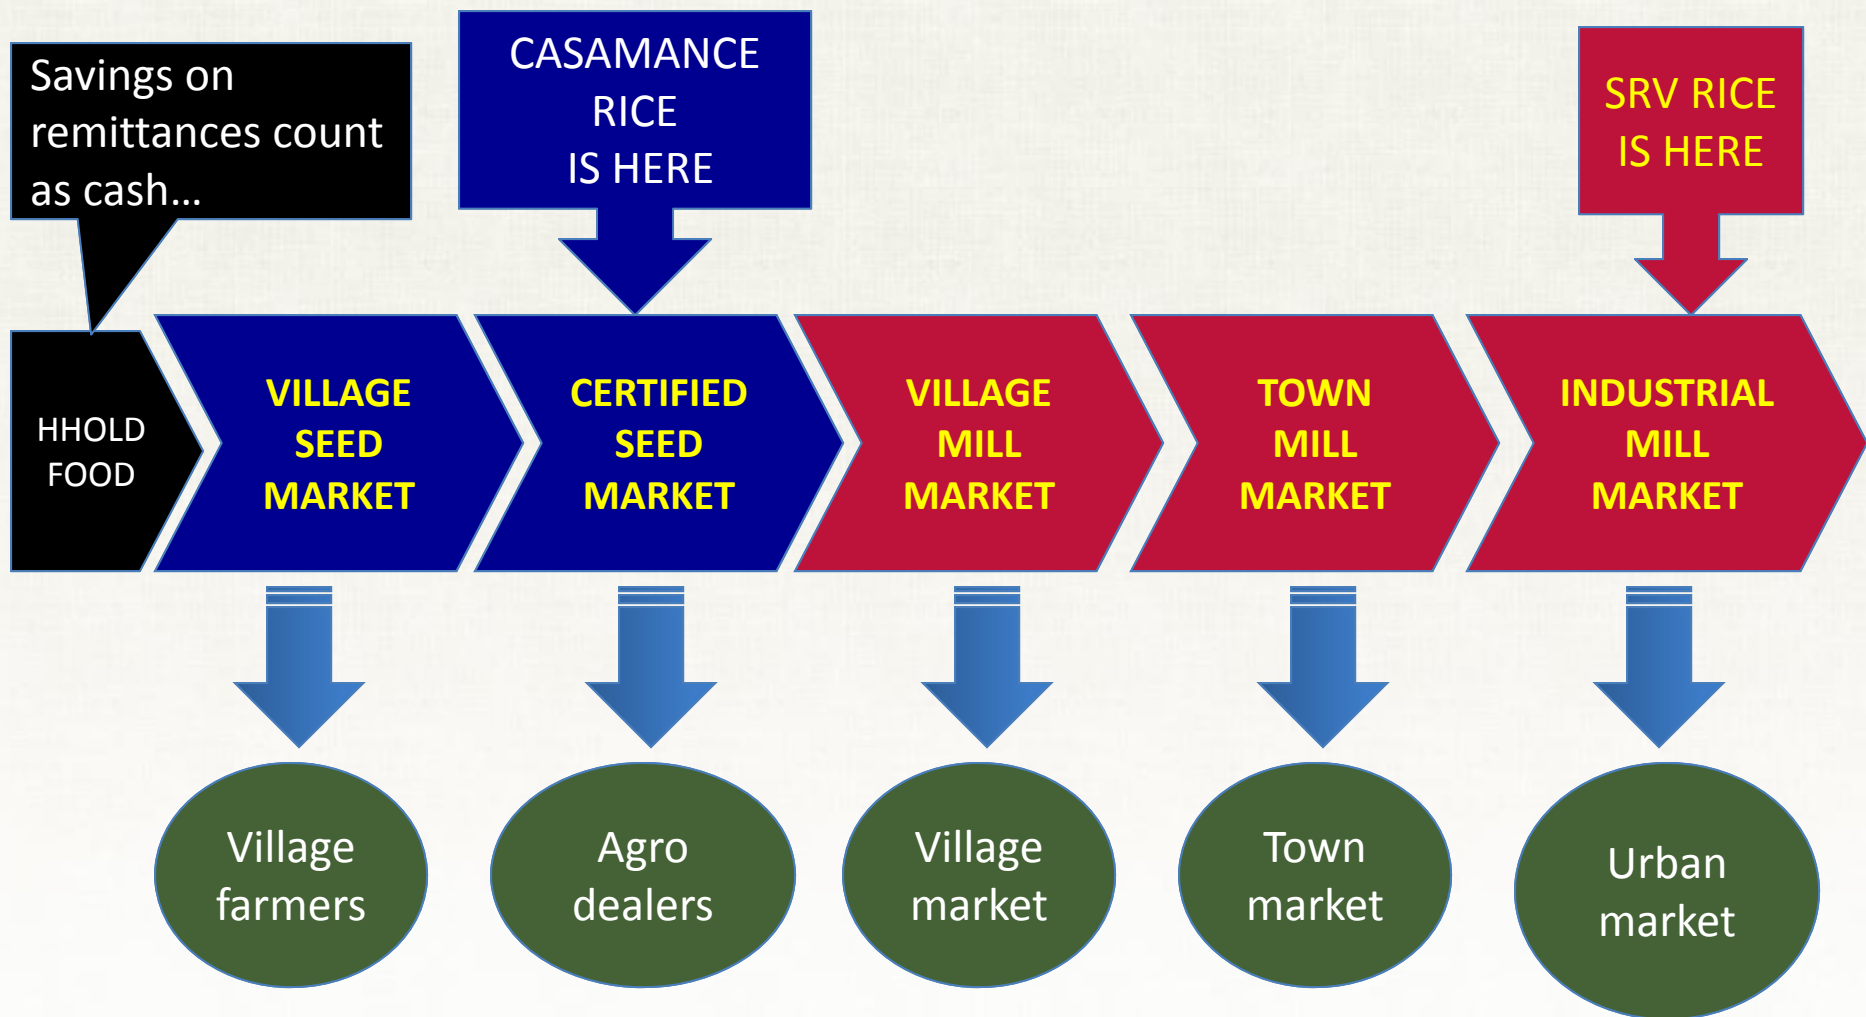 Savings on
remittances count
as cash...
CASAMANCE
RICE
IS HERE
SRV RICE
IS HERE
HHOLD
FOOD
VILLAGE
SEED
MARKET
CERTIFIED
SEED
MARKET
VILLAGE
MILL
MARKET
TOWN
MILL
MARKET
INDUSTRIAL
MILL
MARKET
Village
farmers
Agro
dealers
Village
market
Town
market
Urban
market